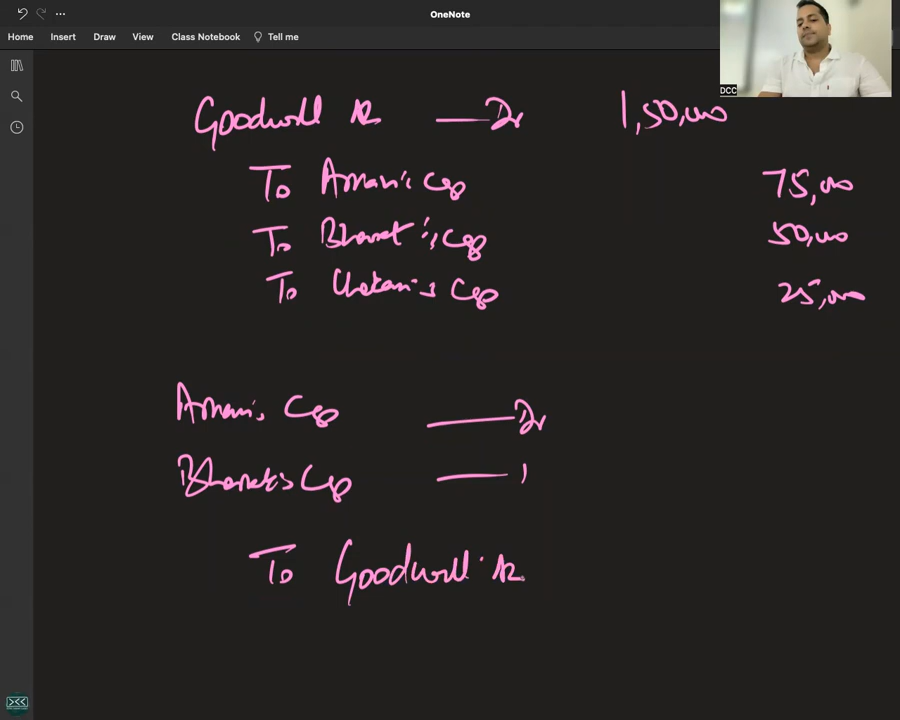 OneNote
Home Insert Draw View Class Notebook Tell me
DCC
Goodwill A/c — Dr 1,50,000
To Aman's Cap 75,000
To Bharat's Cap 50,000
To Chetan's Cap 25,000
Aman's Cap — Dr
Bharat's Cap —
To Goodwill A/c